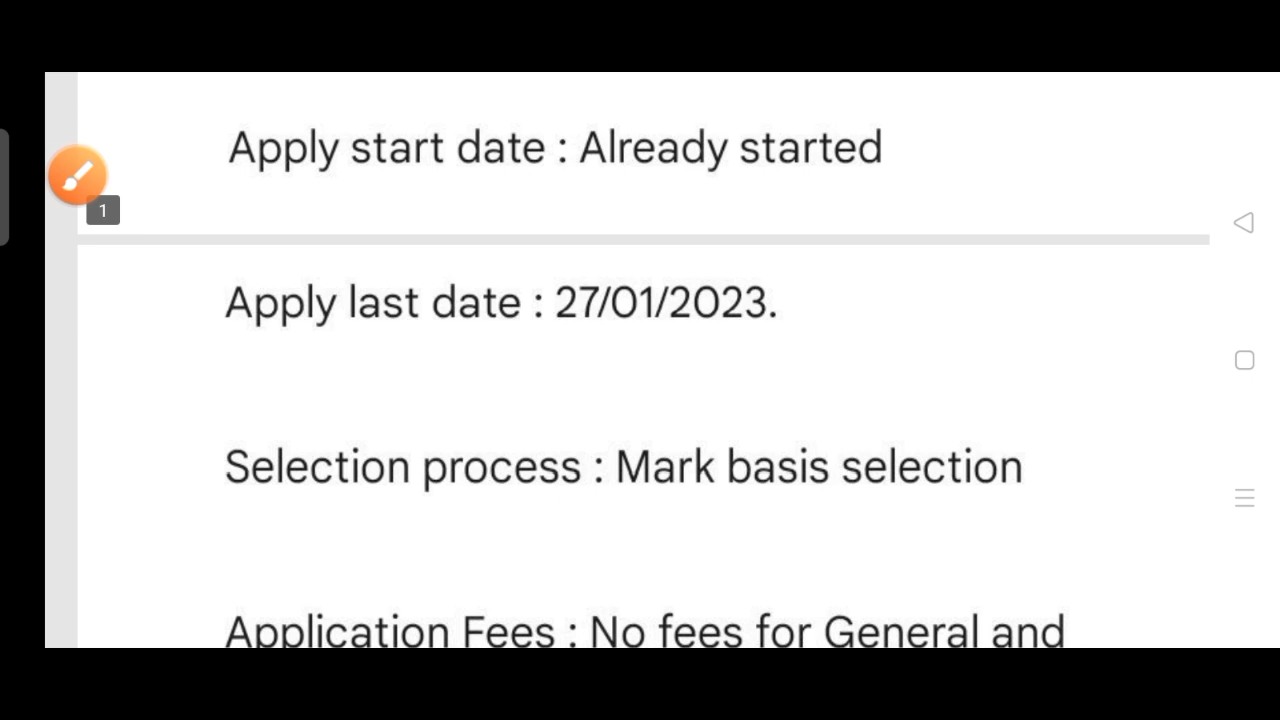 Apply start date : Already started
1
Apply last date : 27/01/2023.
Selection process : Mark basis selection
Application Fees : No fees for General and